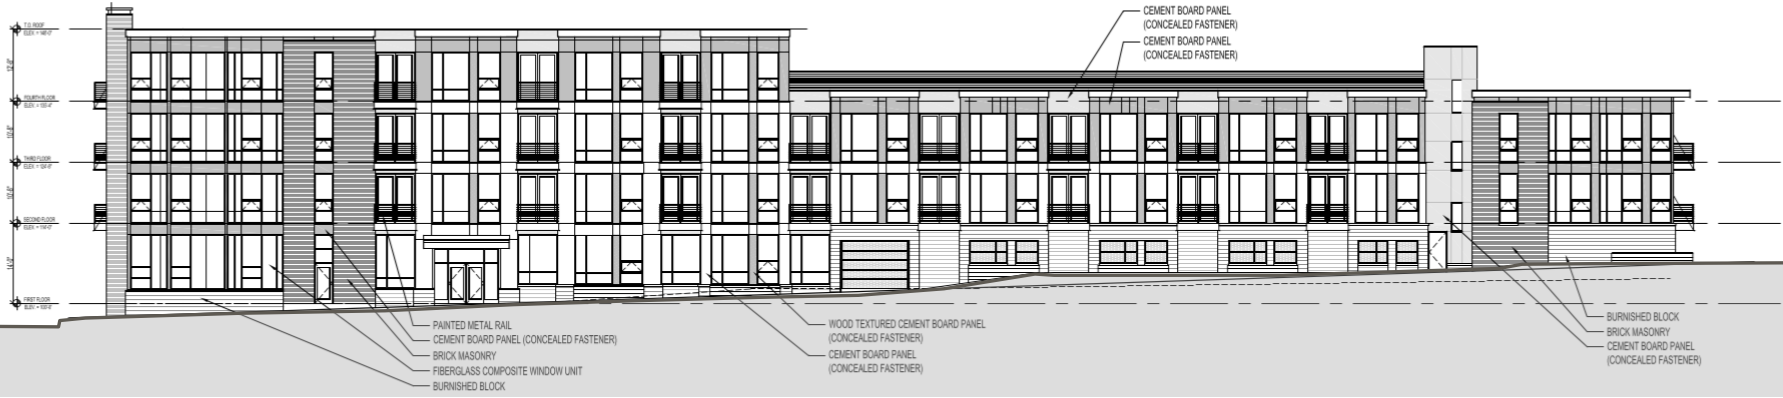 CEMENT BOARD PANEL
(CONCEALED FASTENER)
CEMENT BOARD PANEL
(CONCEALED FASTENER)
T.O. ROOF
FOURTH FLOOR
THIRD FLOOR
SECOND FLOOR
FIRST FLOOR
PAINTED METAL RAIL
CEMENT BOARD PANEL (CONCEALED FASTENER)
BRICK MASONRY
FIBERGLASS COMPOSITE WINDOW UNIT
BURNISHED BLOCK
WOOD TEXTURED CEMENT BOARD PANEL
(CONCEALED FASTENER)
CEMENT BOARD PANEL
(CONCEALED FASTENER)
BURNISHED BLOCK
BRICK MASONRY
CEMENT BOARD PANEL
(CONCEALED FASTENER)